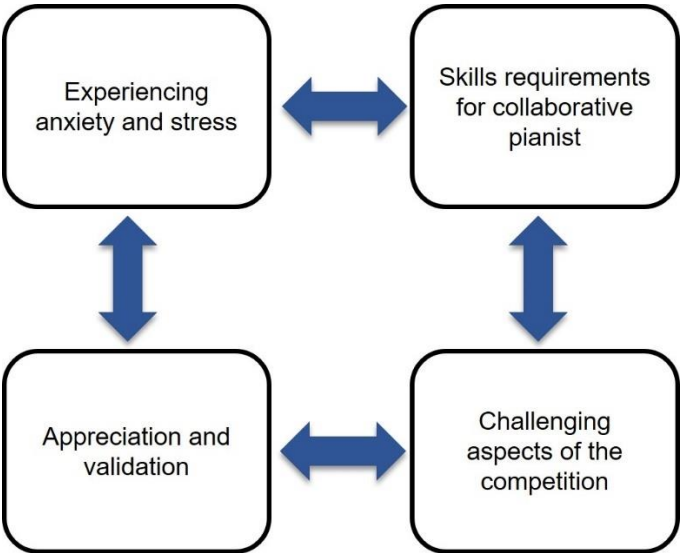 Experiencing
anxiety and stress
Skills requirements
for collaborative
pianist
Appreciation and
validation
Challenging
aspects of the
competition